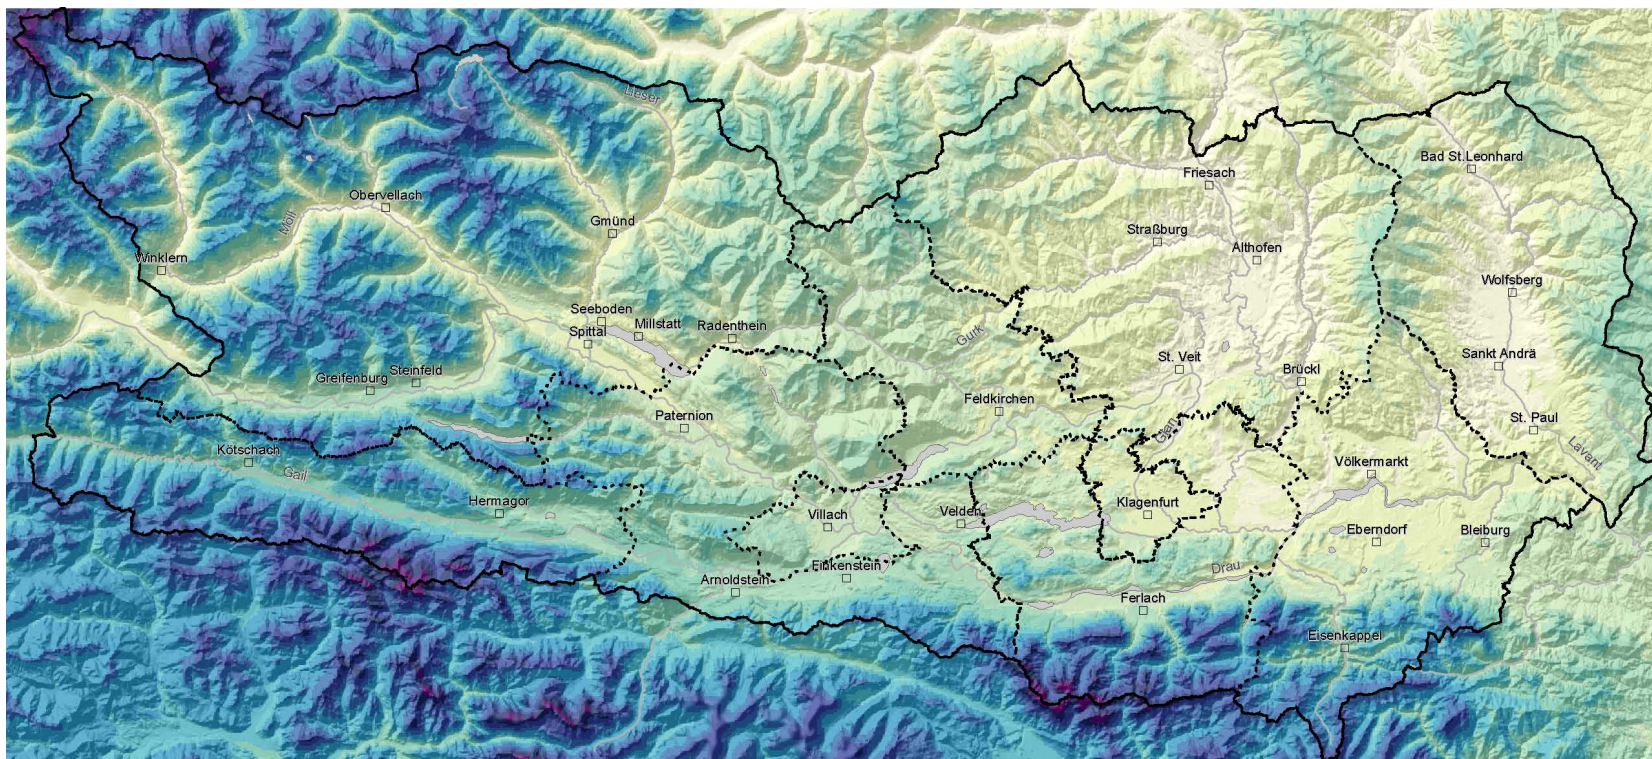 Lieser
Bad St.Leonhard
Friesach
Obervellach
Möll
Gmünd
Straßburg
Althofen
Winklern
Wolfsberg
Seeboden
Spittal
Millstatt
Radenthein
Gurk
St. Veit
Sankt Andrä
Brückl
Greifenburg
Steinfeld
Feldkirchen
Paternion
St. Paul
Glan
Lavant
Kötschach
Gail
Völkermarkt
Hermagor
Villach
Velden
Klagenfurt
Eberndorf
Bleiburg
Finkenstein
Arnoldstein
Drau
Ferlach
Eisenkappel